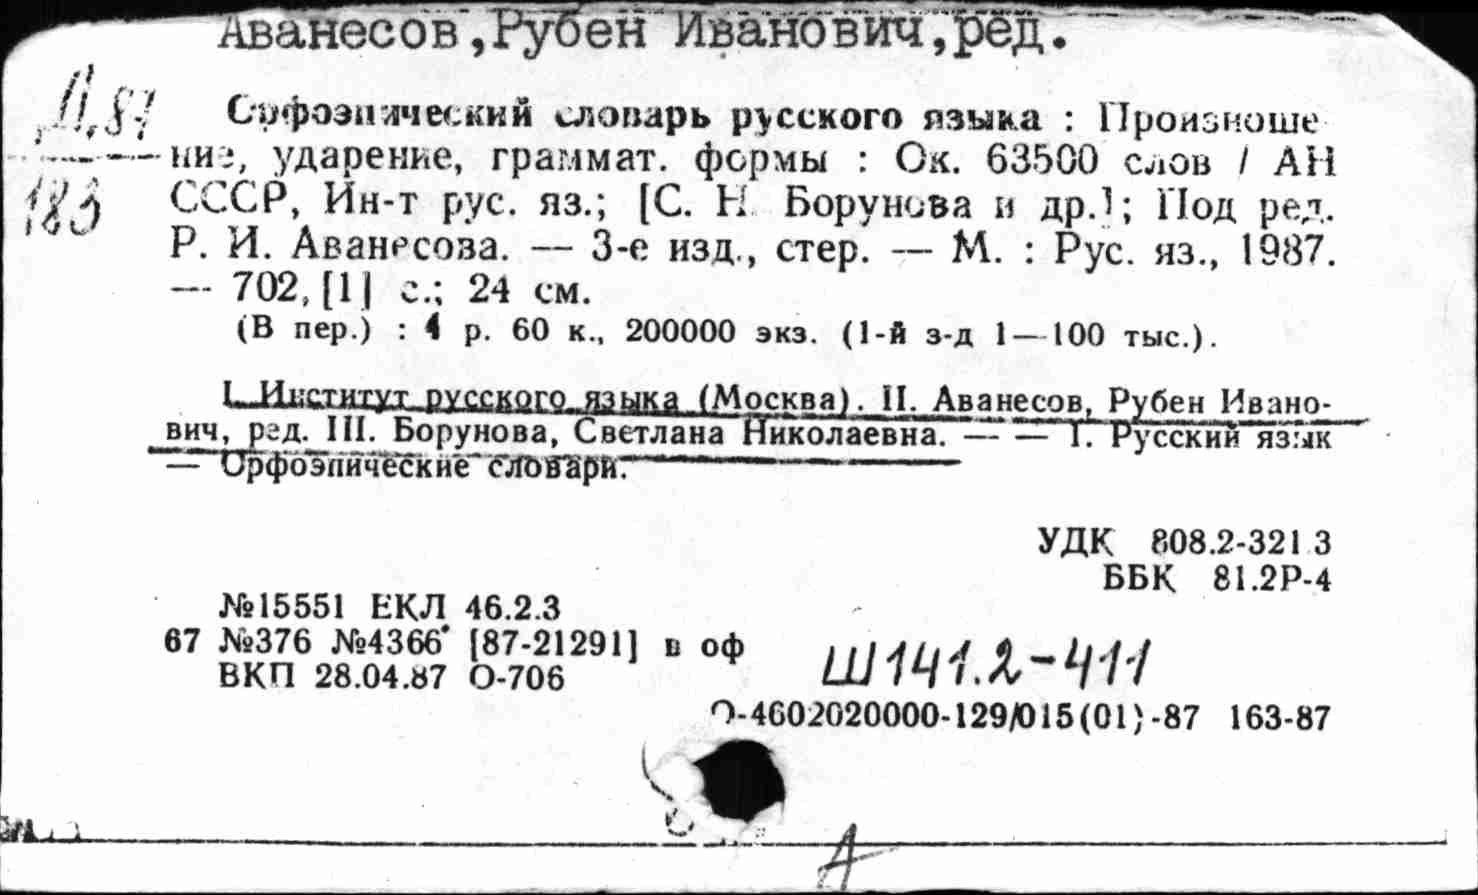 Аванесов,Рубен Иванович,ред.
Д.87
183
Орфоэпический словарь русского языка : Произноше
ние, ударение, граммат. формы : Ок. 63500 слов / АН
СССР, Ин-т рус. яз.; [С. Н. Борунова и др.]; Под ред.
Р. И. Аванесова. — 3-е изд., стер. — М. : Рус. яз., 1987.
— 702, [1] с.; 24 см.
(В пер.) : 4 р. 60 к., 200000 экз. (1-й з-д 1—100 тыс.).
I. Институт русского языка (Москва). II. Аванесов, Рубен Ивано-
вич, ред. III. Борунова, Светлана Николаевна. — — 1. Русский язык
— Орфоэпические словари.
УДК 808.2-321.3
ББК 81.2Р-4
№15551 ЕКЛ 46.2.3
67 №376 №4366* [87-21291] в оф
ВКП 28.04.87 О-706
Ш141.2-411
О-4602020000-129/015(01)-87 163-87
А